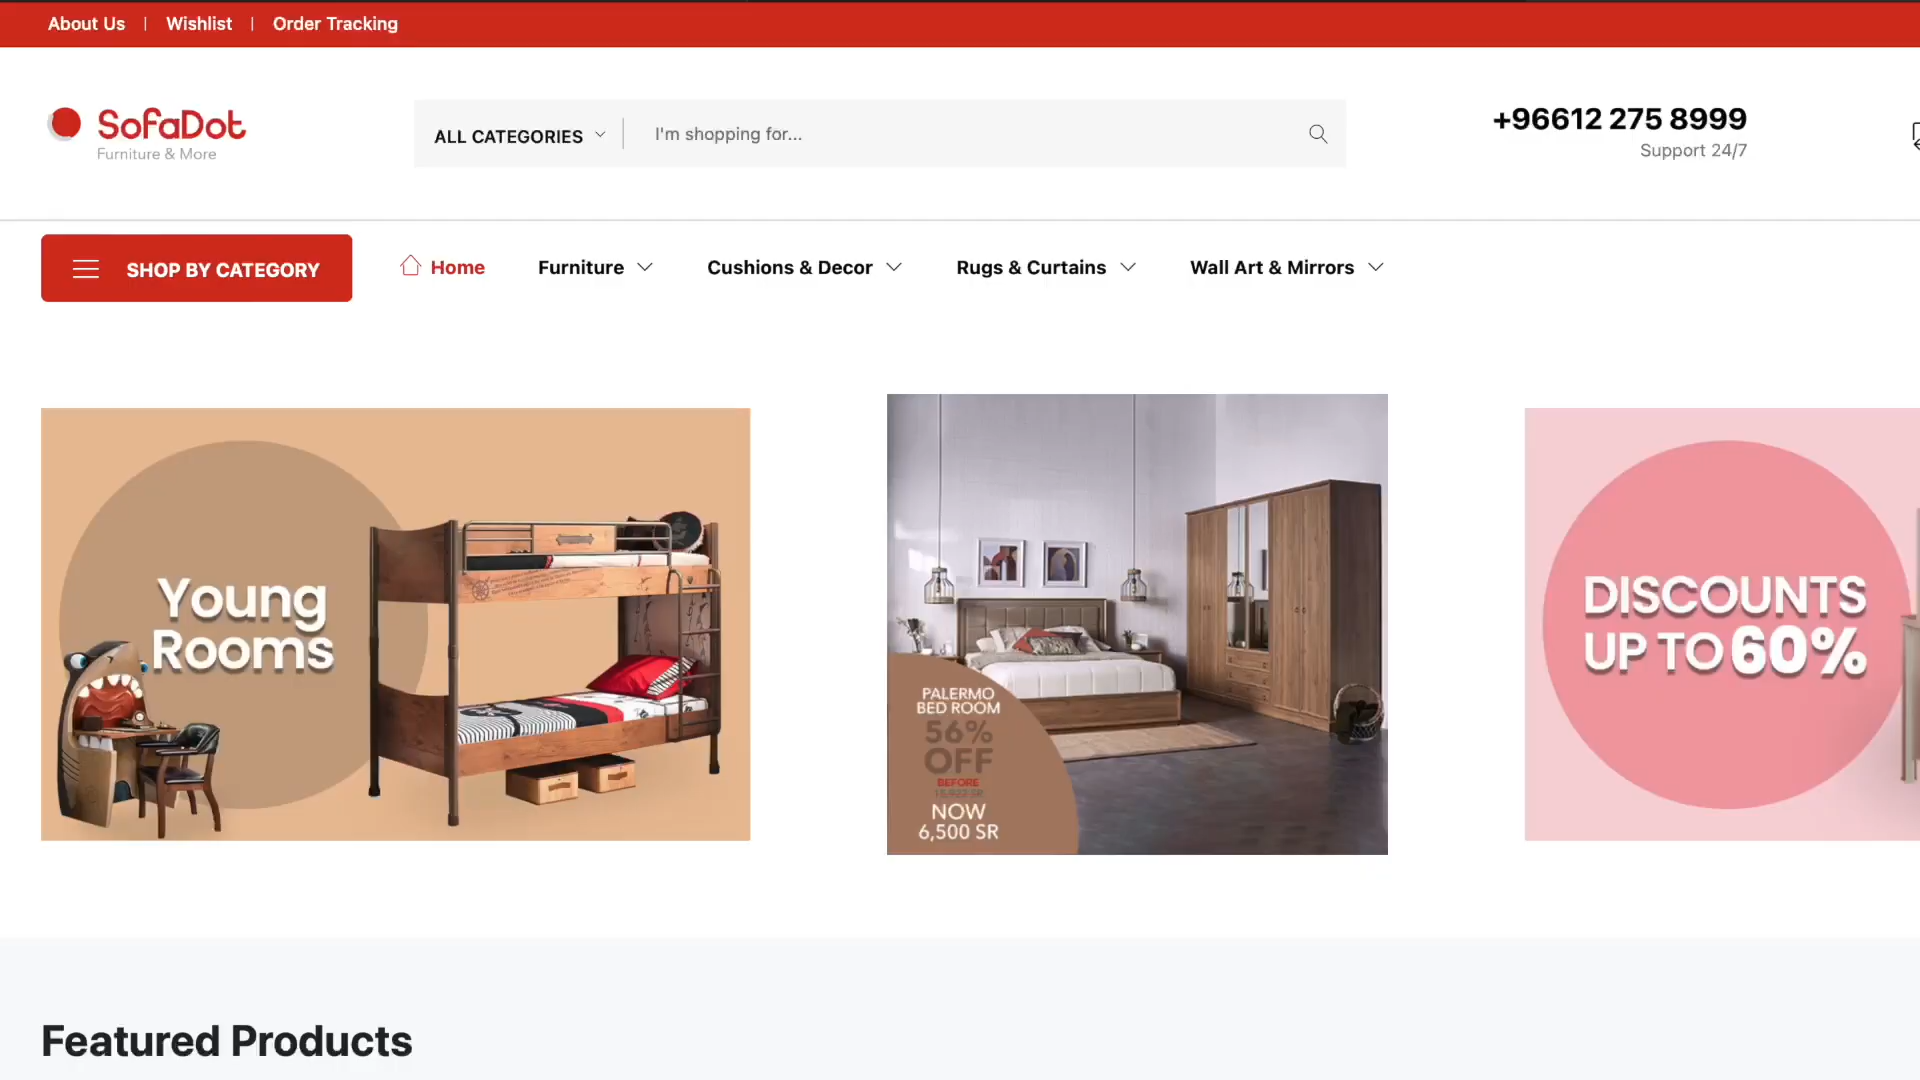 About Us | Wishlist | Order Tracking
SofaDot
Furniture & More
ALL CATEGORIES
I'm shopping for...
+96612 275 8999
Support 24/7
SHOP BY CATEGORY
Home
Furniture
Cushions & Decor
Rugs & Curtains
Wall Art & Mirrors
Young
Rooms
PALERMO
BED ROOM
56%
OFF
BEFORE
NOW
6,500 SR
DISCOUNTS
UP TO 60%
Featured Products